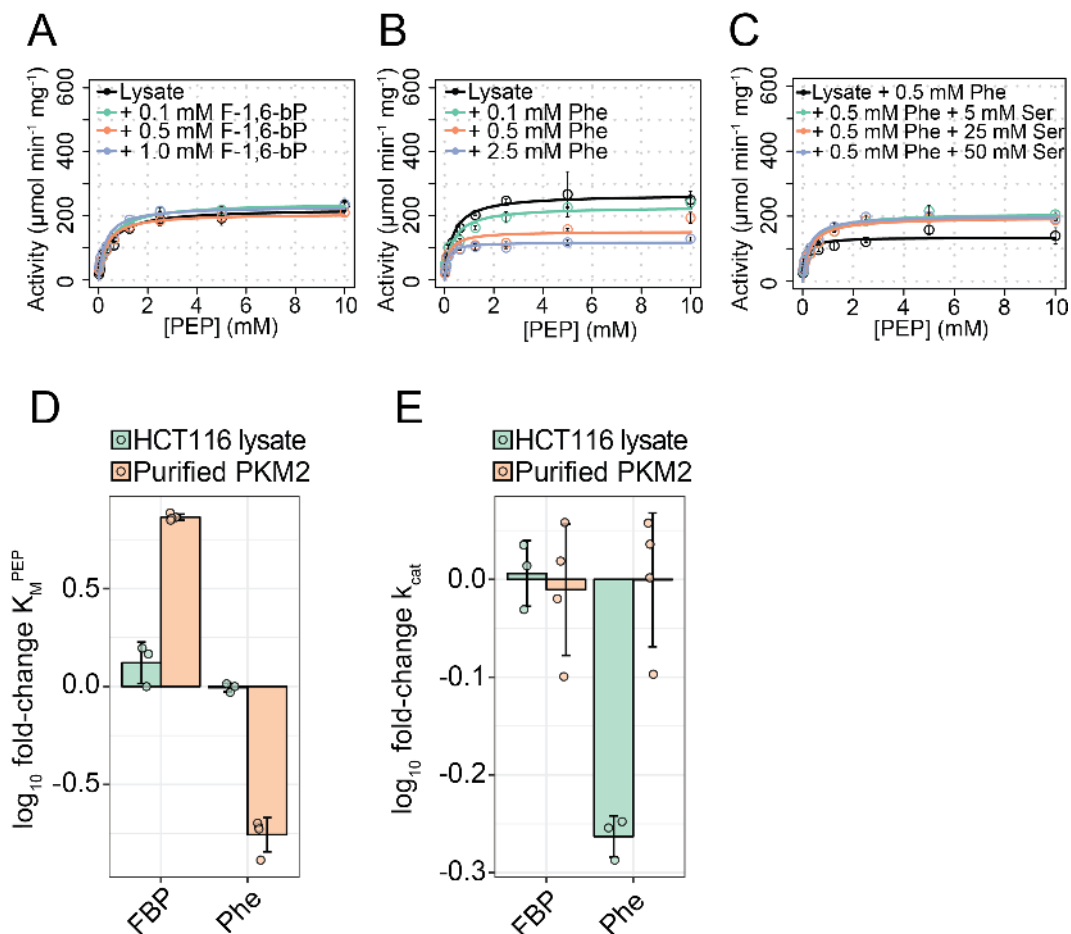 A
Activity (µmol min⁻¹ mg⁻¹)
600
400
200
0
Lysate
+ 0.1 mM F-1,6-bP
+ 0.5 mM F-1,6-bP
+ 1.0 mM F-1,6-bP
0 2 4 6 8 10
[PEP] (mM)
B
Activity (µmol min⁻¹ mg⁻¹)
600
400
200
0
Lysate
+ 0.1 mM Phe
+ 0.5 mM Phe
+ 2.5 mM Phe
0 2 4 6 8 10
[PEP] (mM)
C
Activity (µmol min⁻¹ mg⁻¹)
600
400
200
0
Lysate + 0.5 mM Phe
+ 0.5 mM Phe + 5 mM Ser
+ 0.5 mM Phe + 25 mM Ser
+ 0.5 mM Phe + 50 mM Ser
0 2 4 6 8 10
[PEP] (mM)
D
HCT116 lysate
Purified PKM2
log₁₀ fold-change K_M^PEP
0.5
0.0
-0.5
FBP Phe
E
HCT116 lysate
Purified PKM2
log₁₀ fold-change k_cat
0.0
-0.1
-0.2
-0.3
FBP Phe